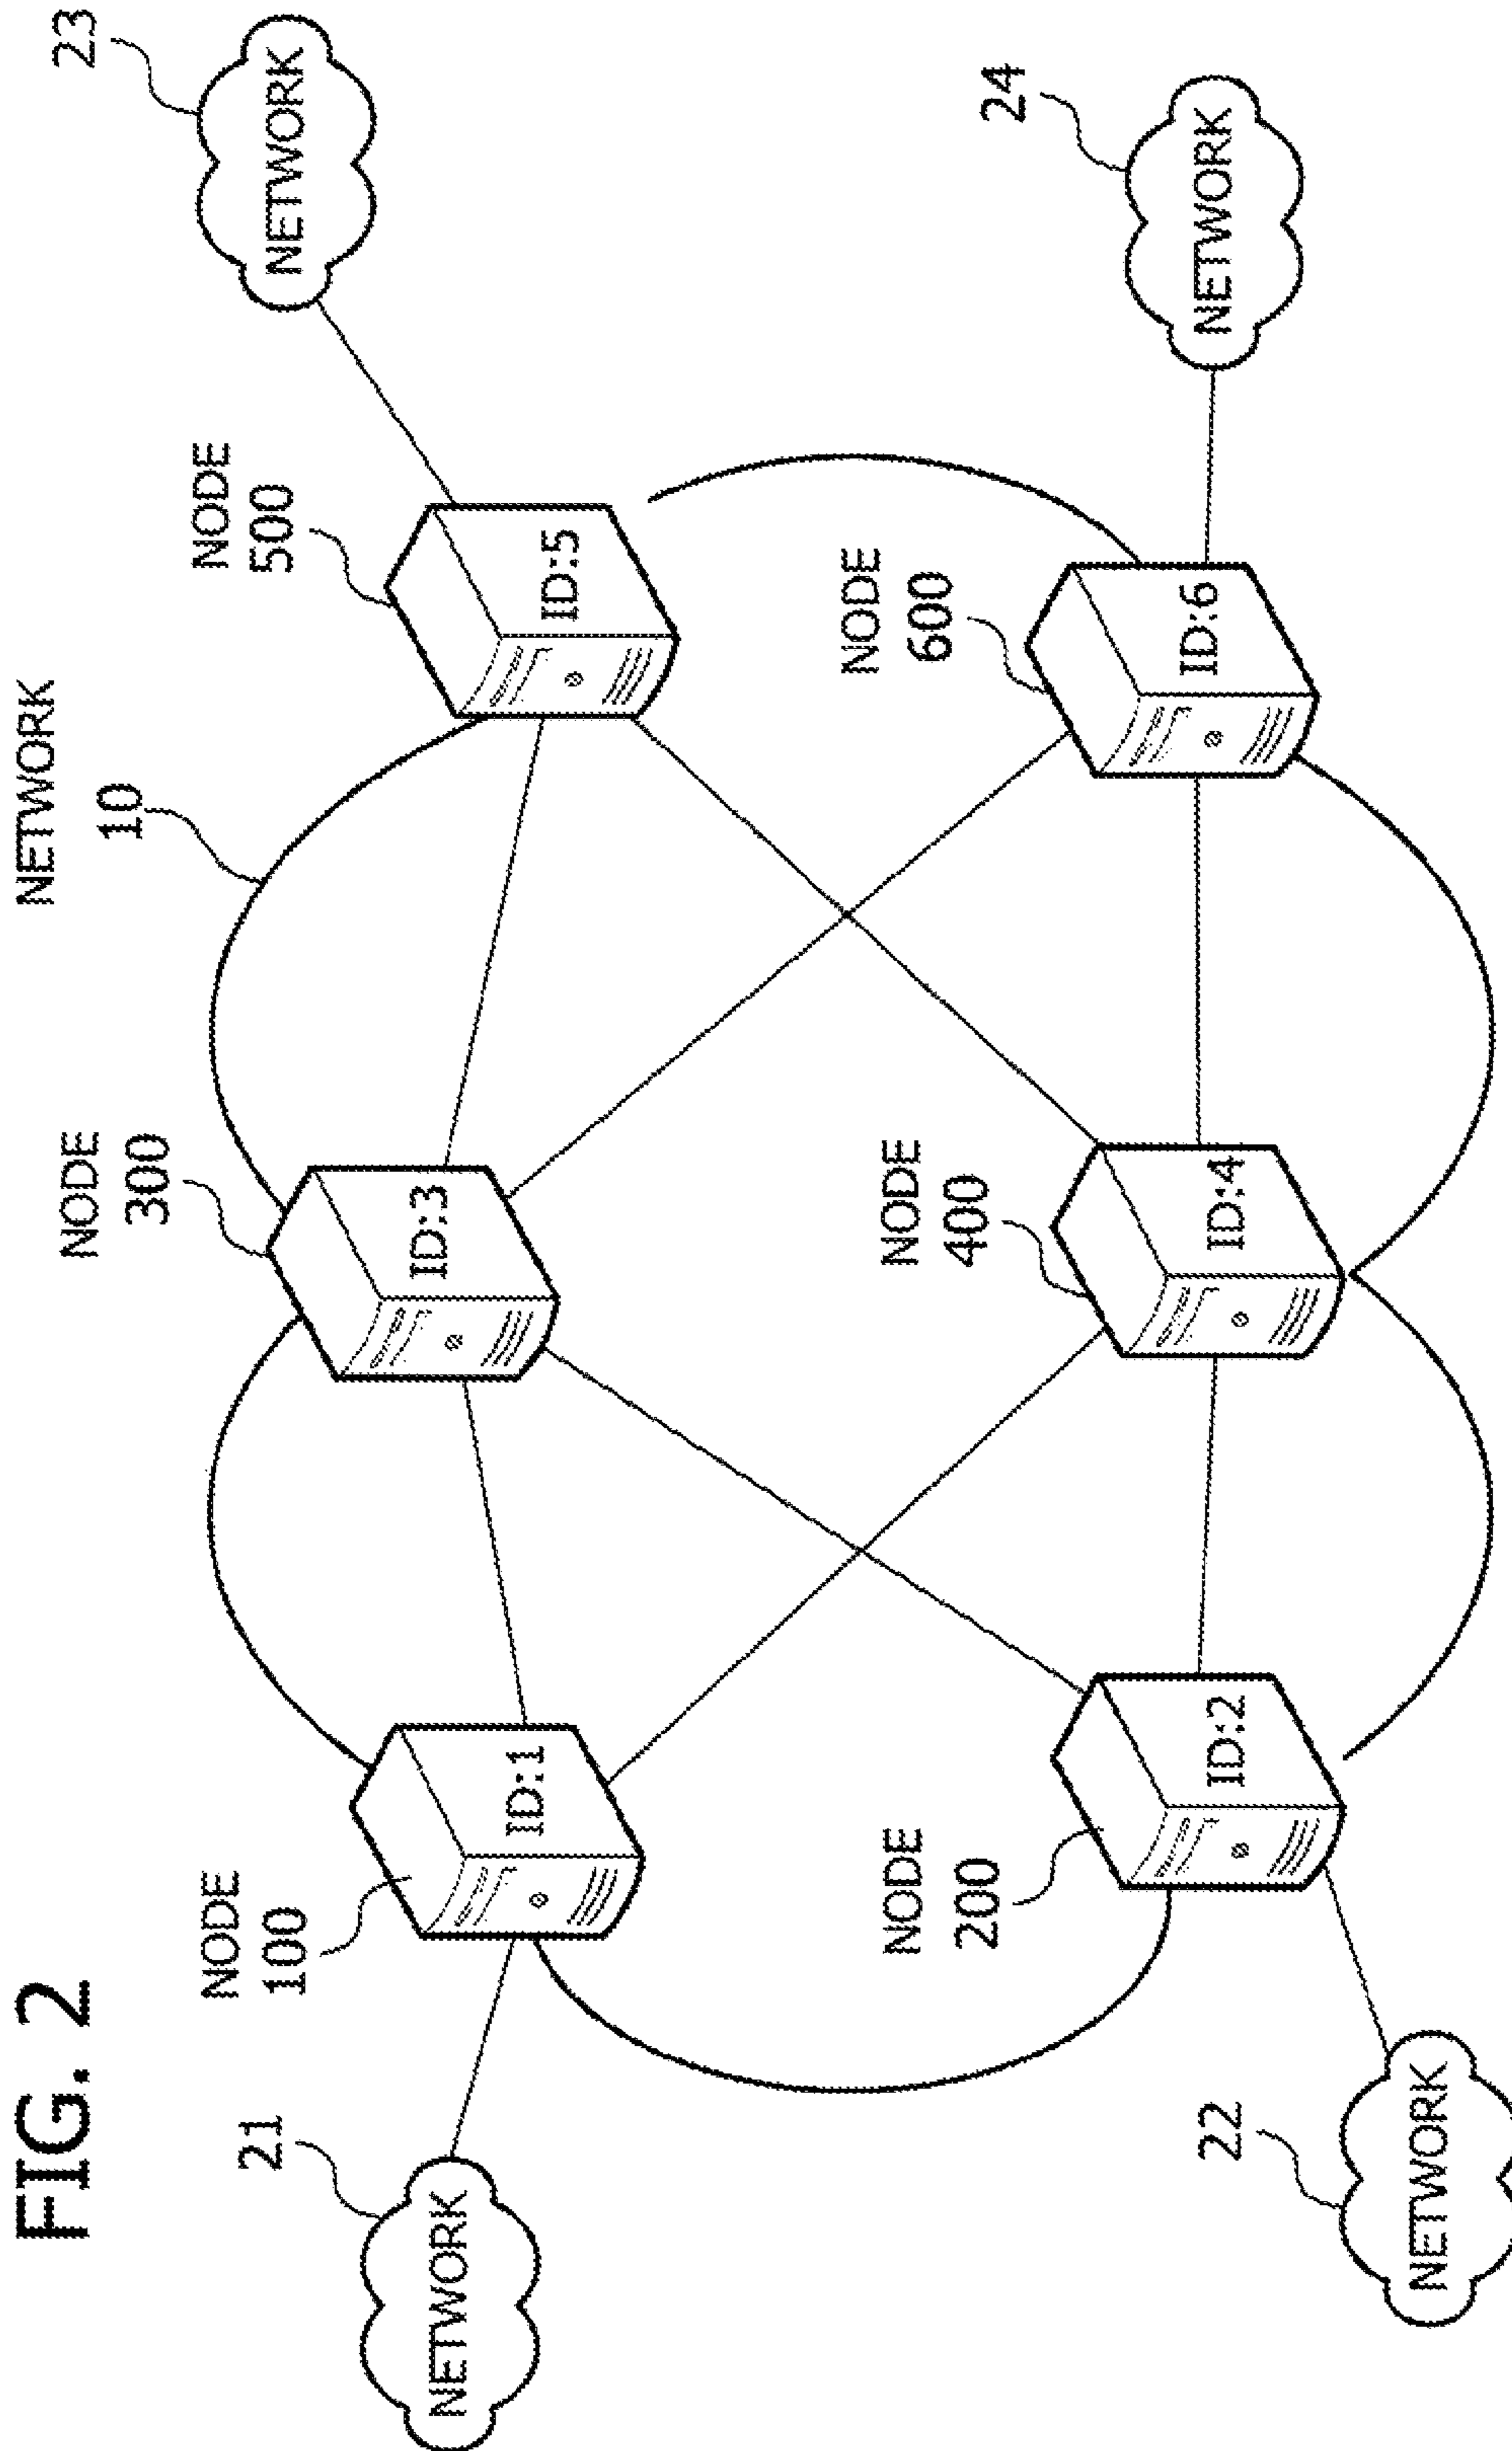 FIG. 2
NETWORK
10
NODE
100
ID:1
NODE
300
ID:3
NODE
500
ID:5
21
NETWORK
23
NETWORK
NODE
200
ID:2
NODE
400
ID:4
NODE
600
ID:6
22
NETWORK
24
NETWORK